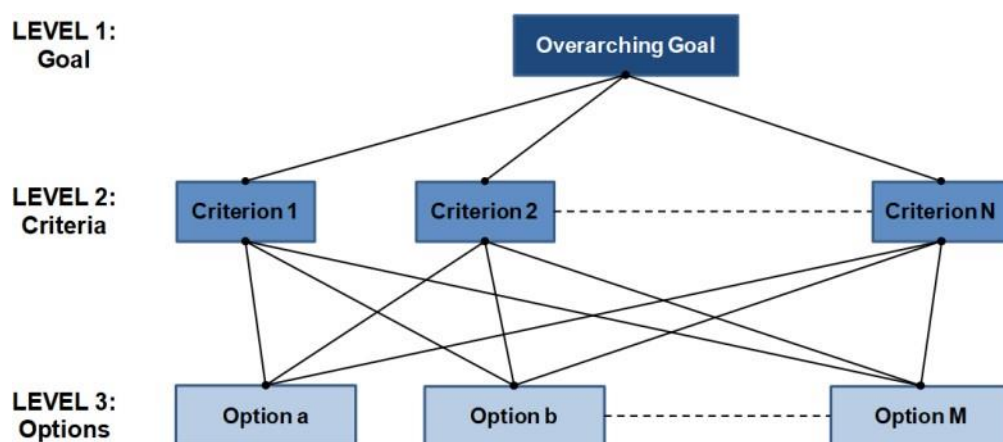 LEVEL 1:
Goal
Overarching Goal
LEVEL 2:
Criteria
Criterion 1
Criterion 2
Criterion N
LEVEL 3:
Options
Option a
Option b
Option M